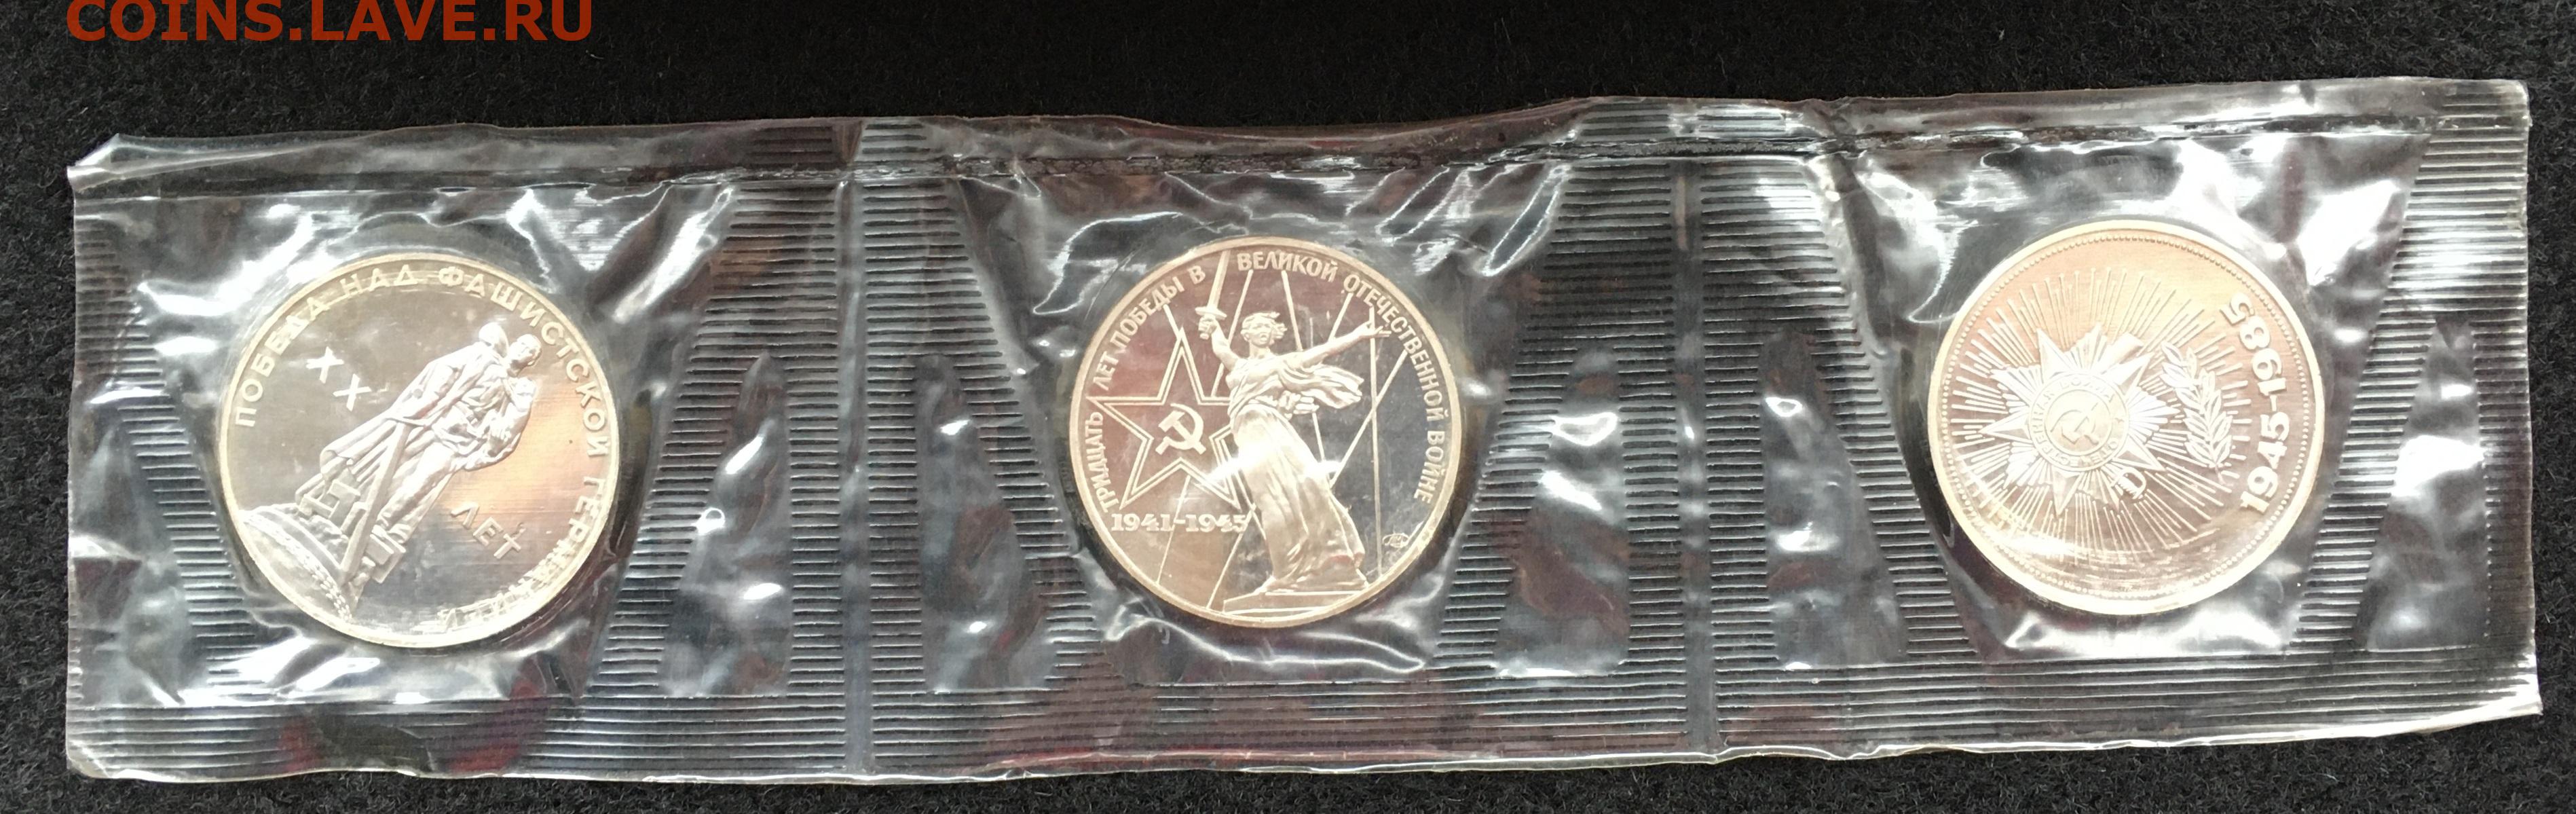 COINS.LAVE.RU
ПОБЕДА НАД ФАШИСТСКОЙ ГЕРМАНИЕЙ
XX
ЛЕТ
ТРИДЦАТЬ ЛЕТ ПОБЕДЫ В ВЕЛИКОЙ ОТЕЧЕСТВЕННОЙ ВОЙНЕ
1941-1945
1945-1985